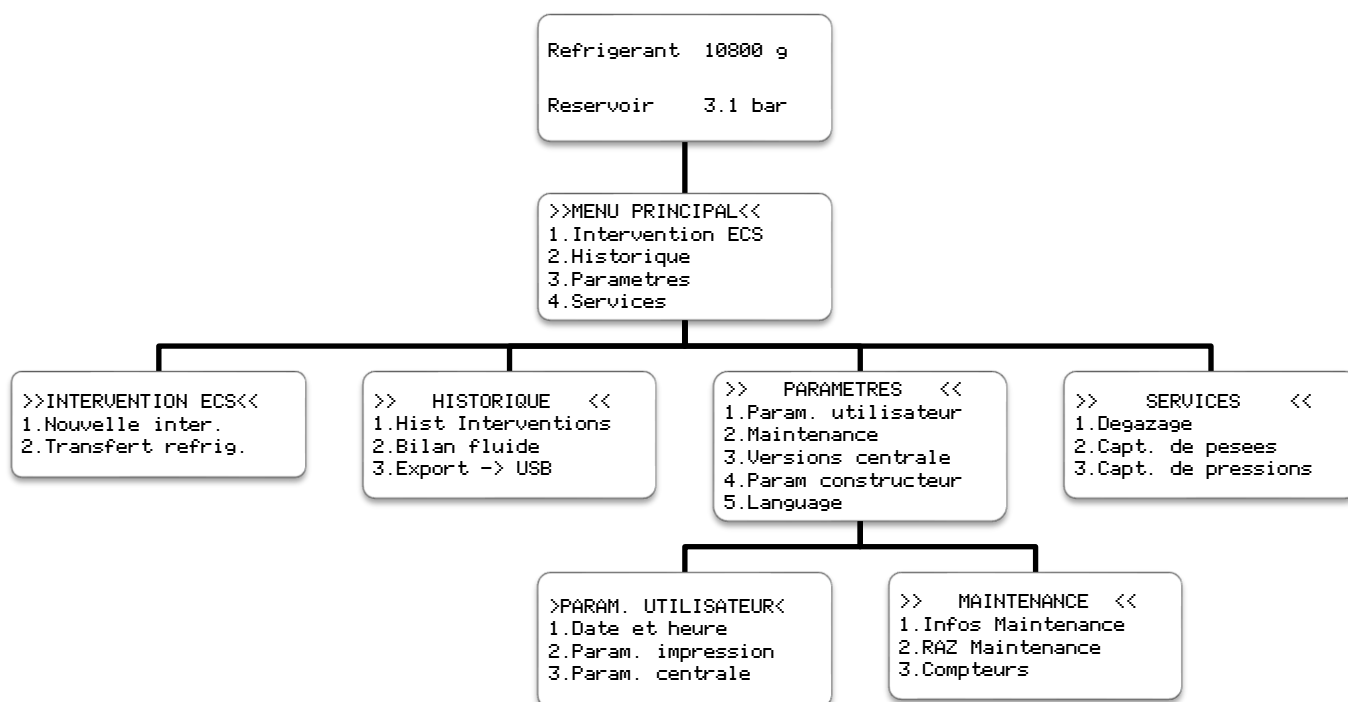 Refrigerant 10800 g
Reservoir 3.1 bar
>>MENU PRINCIPAL<<
1.Intervention ECS
2.Historique
3.Parametres
4.Services
>>INTERVENTION ECS<<
1.Nouvelle inter.
2.Transfert refrig.
>> HISTORIQUE <<
1.Hist Interventions
2.Bilan fluide
3.Export -> USB
>> PARAMETRES <<
1.Param. utilisateur
2.Maintenance
3.Versions centrale
4.Param constructeur
5.Language
>> SERVICES <<
1.Degazage
2.Capt. de pesees
3.Capt. de pressions
>PARAM. UTILISATEUR<
1.Date et heure
2.Param. impression
3.Param. centrale
>> MAINTENANCE <<
1.Infos Maintenance
2.RAZ Maintenance
3.Compteurs